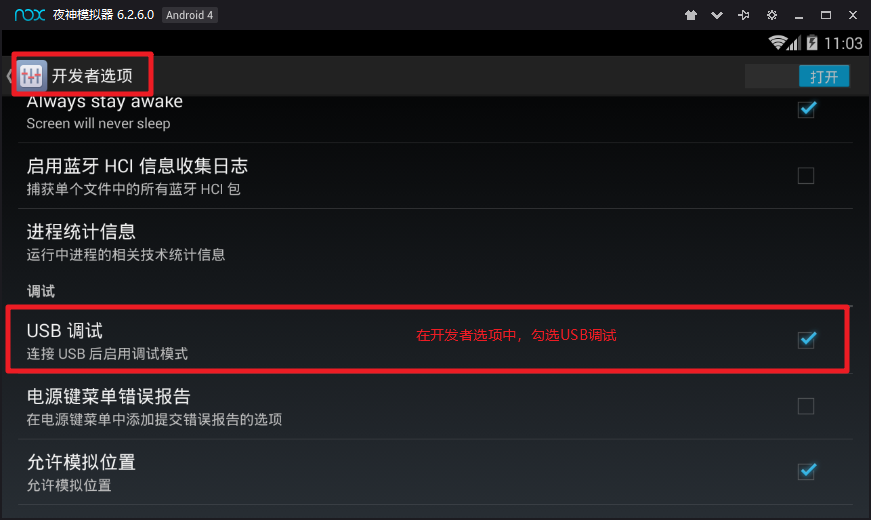 nox 夜神模拟器 6.2.6.0 Android 4
11:03
开发者选项 打开
Always stay awake
Screen will never sleep
启用蓝牙 HCI 信息收集日志
捕获单个文件中的所有蓝牙 HCI 包
进程统计信息
运行中进程的相关技术统计信息
调试
USB 调试
在开发者选项中，勾选USB调试
连接 USB 后启用调试模式
电源键菜单错误报告
在电源键菜单中添加提交错误报告的选项
允许模拟位置
允许模拟位置